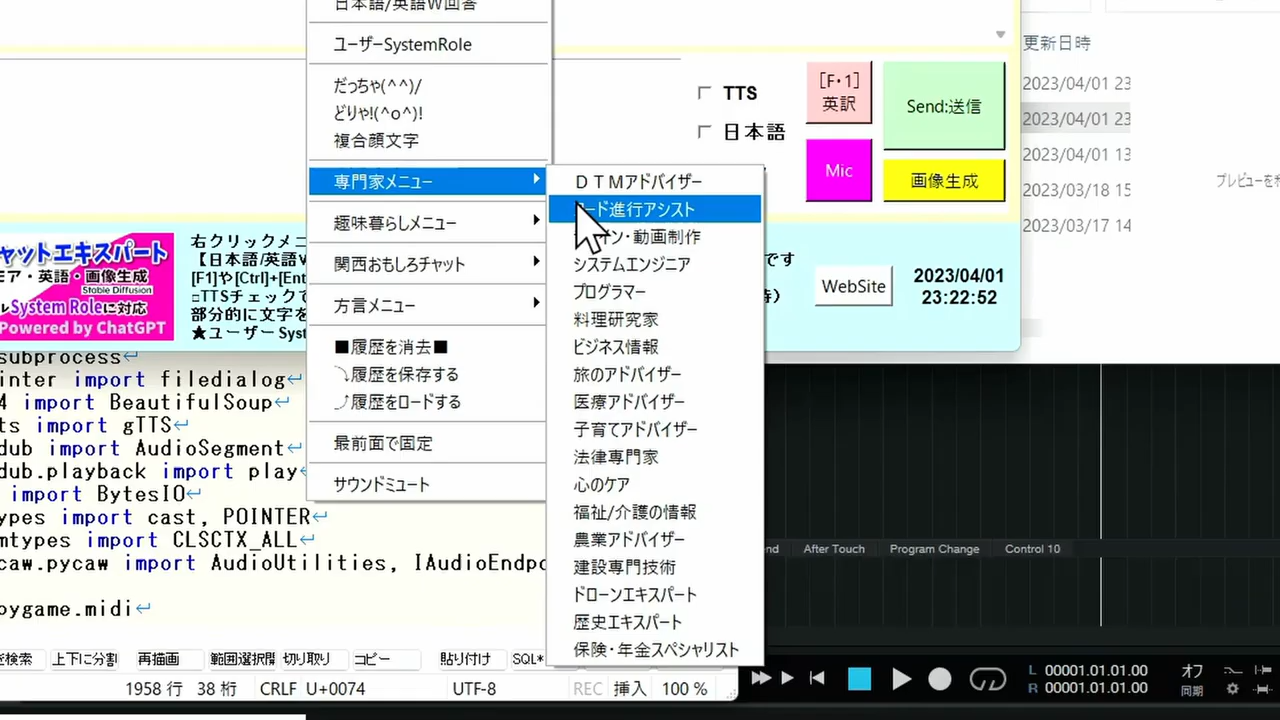 日本語/英語W回答
ユーザーSystemRole
だっちゃ(^^)/
どりゃ!(^o^)!
複合顔文字
専門家メニュー
趣味暮らしメニュー
関西おもしろチャット
方言メニュー
■履歴を消去■
⤵履歴を保存する
⤴履歴をロードする
最前面で固定
サウンドミュート
ＤＴＭアドバイザー
ード進行アシスト
ン・動画制作
システムエンジニア
プログラマー
料理研究家
ビジネス情報
旅のアドバイザー
医療アドバイザー
子育てアドバイザー
法律専門家
心のケア
福祉/介護の情報
農業アドバイザー
建設専門技術
ドローンエキスパート
歴史エキスパート
保険・年金スペシャリスト
TTS
日本語
[F・1]
英訳
Send:送信
Mic
画像生成
更新日時
2023/04/01 23
2023/04/01 23
2023/04/01 13
2023/03/18 15
2023/03/17 14
プレビューを
ャットエキスパート
モア・英語・画像生成
Stable Diffusion
ルSystem Roleに対応
Powered by ChatGPT
右クリックメニ
【日本語/英語W
[F1]や[Ctrl]+[Ent
□TTSチェックで
部分的に文字を
★ユーザー Syst
です
）
WebSite
2023/04/01
23:22:52
subprocess↵
inter import filedialog↵
4 import BeautifulSoup↵
ts import gTTS↵
dub import AudioSegment↵
dub.playback import play↵
import BytesIO↵
ypes import cast, POINTER↵
mtypes import CLSCTX_ALL↵
caw.pycaw import AudioUtilities, IAudioEndpo
pygame.midi↵
を検索 上下に分割 再描画 範囲選択開 切り取り コピー 貼り付け SQL*
1958 行 38 桁 CRLF U+0074 UTF-8 REC 挿入 100 %
nd After Touch Program Change Control 10
L 00001.01.01.00
R 00001.01.01.00
オフ
同期